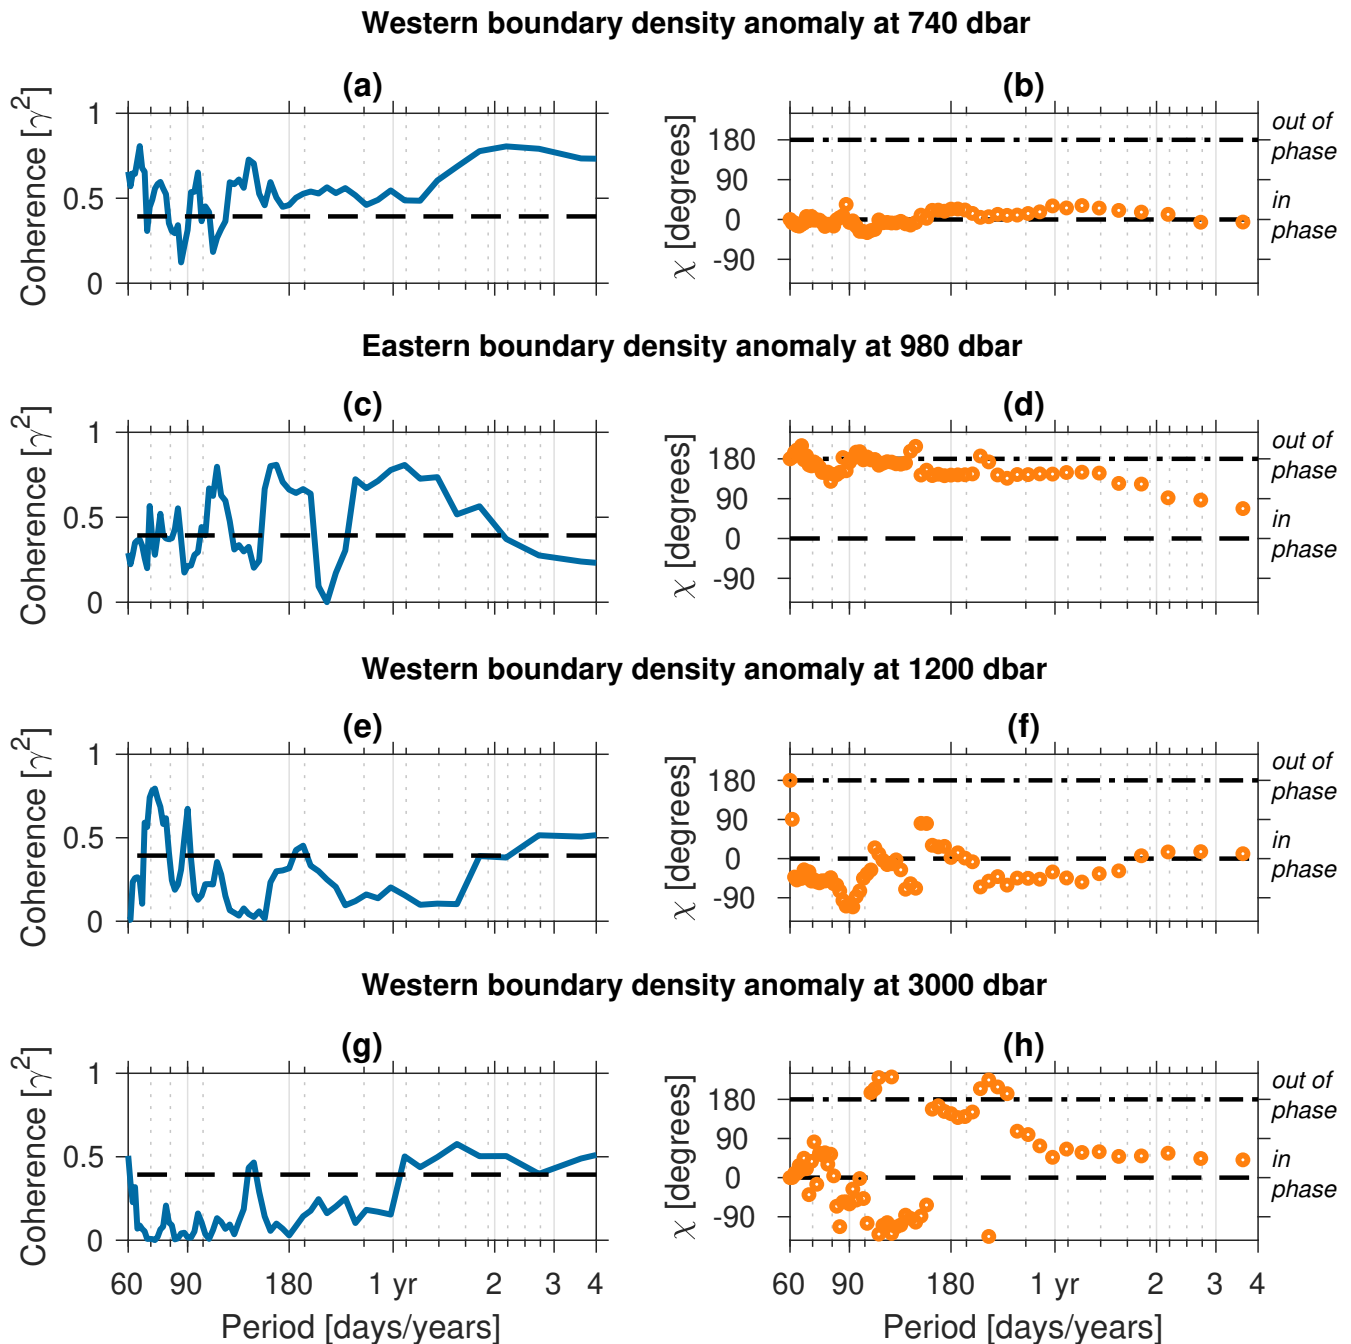 Western boundary density anomaly at 740 dbar
(a)
(b)
Coherence [γ²]
1
0.5
0
χ [degrees]
180
90
0
-90
out of
phase
in
phase
Eastern boundary density anomaly at 980 dbar
(c)
(d)
Coherence [γ²]
1
0.5
0
χ [degrees]
180
90
0
-90
out of
phase
in
phase
Western boundary density anomaly at 1200 dbar
(e)
(f)
Coherence [γ²]
1
0.5
0
χ [degrees]
180
90
0
-90
out of
phase
in
phase
Western boundary density anomaly at 3000 dbar
(g)
(h)
Coherence [γ²]
1
0.5
0
χ [degrees]
180
90
0
-90
out of
phase
in
phase
60 90 180 1 yr 2 3 4
60 90 180 1 yr 2 3 4
Period [days/years]
Period [days/years]